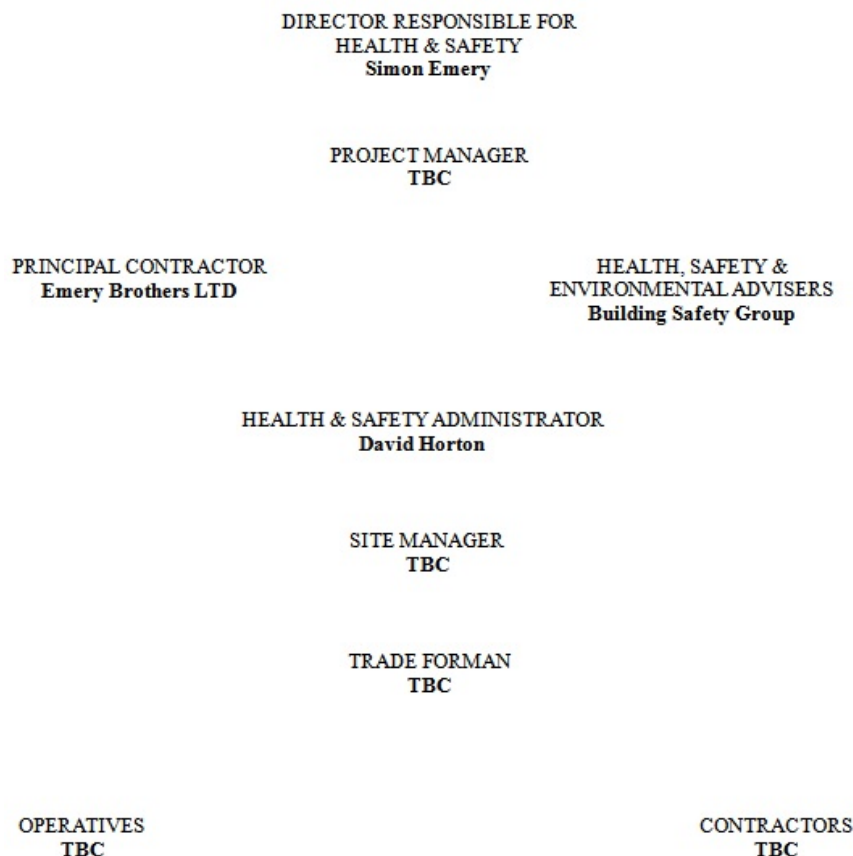 DIRECTOR RESPONSIBLE FOR
HEALTH & SAFETY
Simon Emery
PROJECT MANAGER
TBC
PRINCIPAL CONTRACTOR
Emery Brothers LTD
HEALTH, SAFETY &
ENVIRONMENTAL ADVISERS
Building Safety Group
HEALTH & SAFETY ADMINISTRATOR
David Horton
SITE MANAGER
TBC
TRADE FORMAN
TBC
OPERATIVES
TBC
CONTRACTORS
TBC